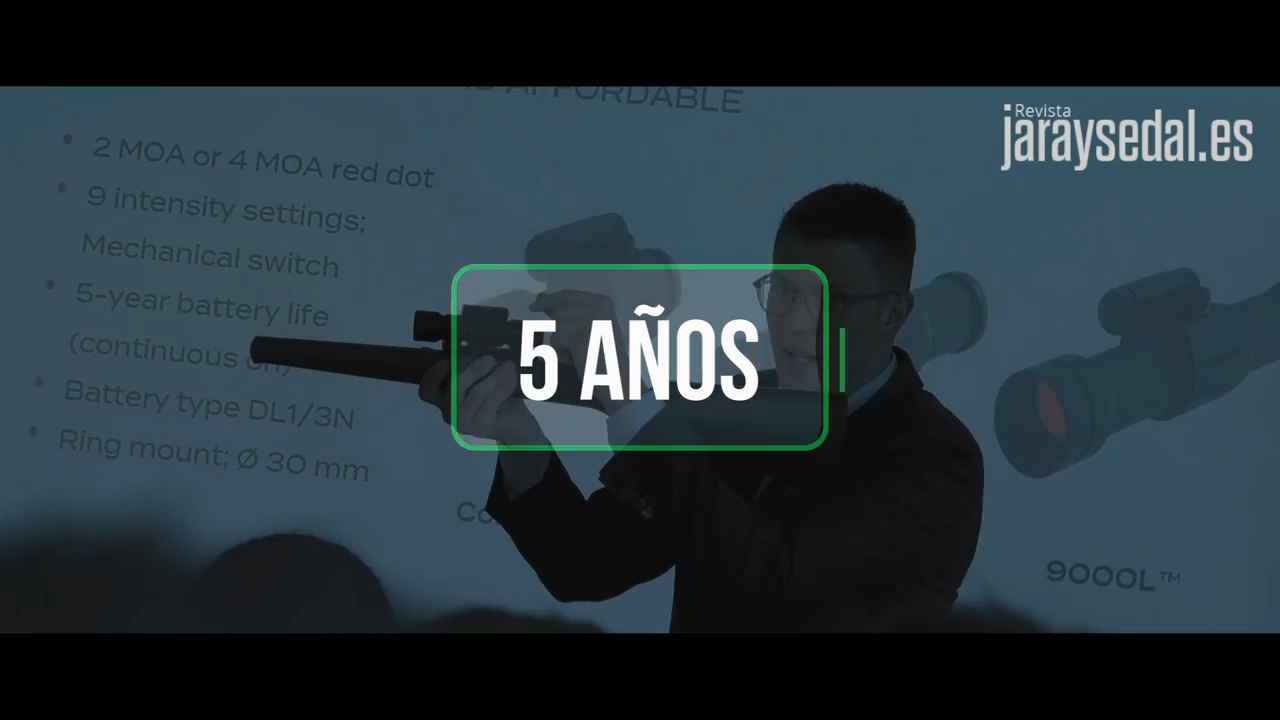 AFFORDABLE
Revista
jaraysedal.es
2 MOA or 4 MOA red dot
9 intensity settings;
Mechanical switch
5-year battery life
(continuous on)
Battery type DL1/3N
Ring mount; Ø 30 mm
5 AÑOS
9000L™